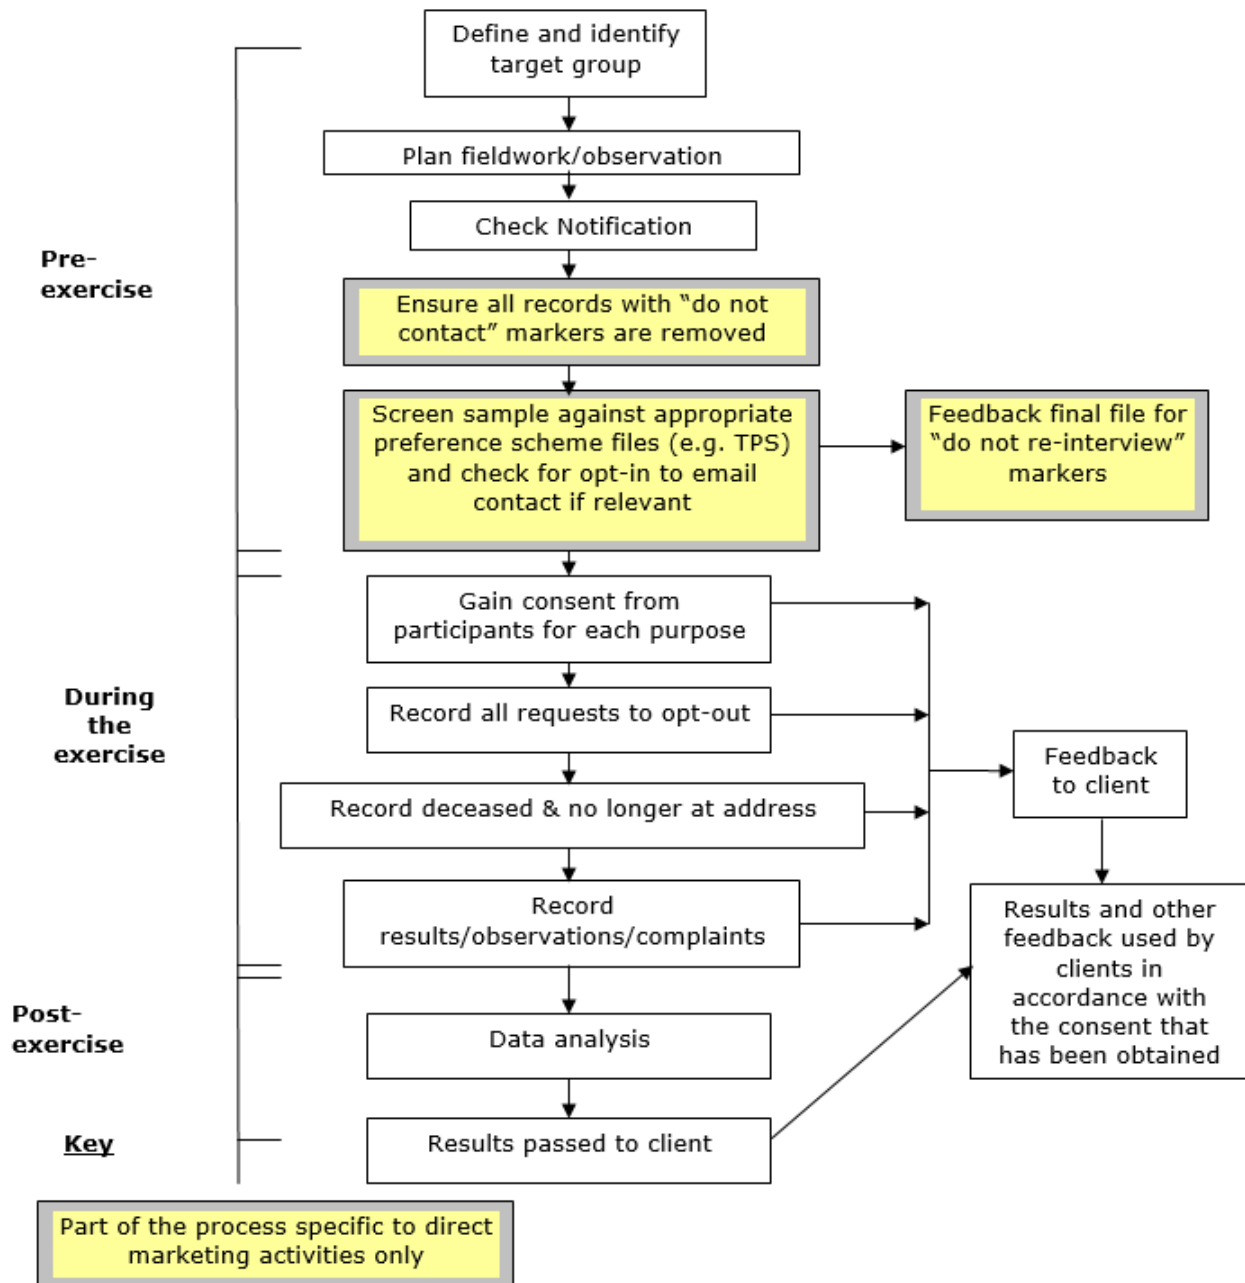 Define and identify
target group
Plan fieldwork/observation
Check Notification
Pre-
exercise
Ensure all records with “do not
contact” markers are removed
Screen sample against appropriate
preference scheme files (e.g. TPS)
and check for opt-in to email
contact if relevant
Feedback final file for
“do not re-interview”
markers
Gain consent from
participants for each purpose
During
the
exercise
Record all requests to opt-out
Feedback
to client
Record deceased & no longer at address
Record
results/observations/complaints
Results and other
feedback used by
clients in
accordance with
the consent that
has been obtained
Post-
exercise
Data analysis
Key
Results passed to client
Part of the process specific to direct
marketing activities only